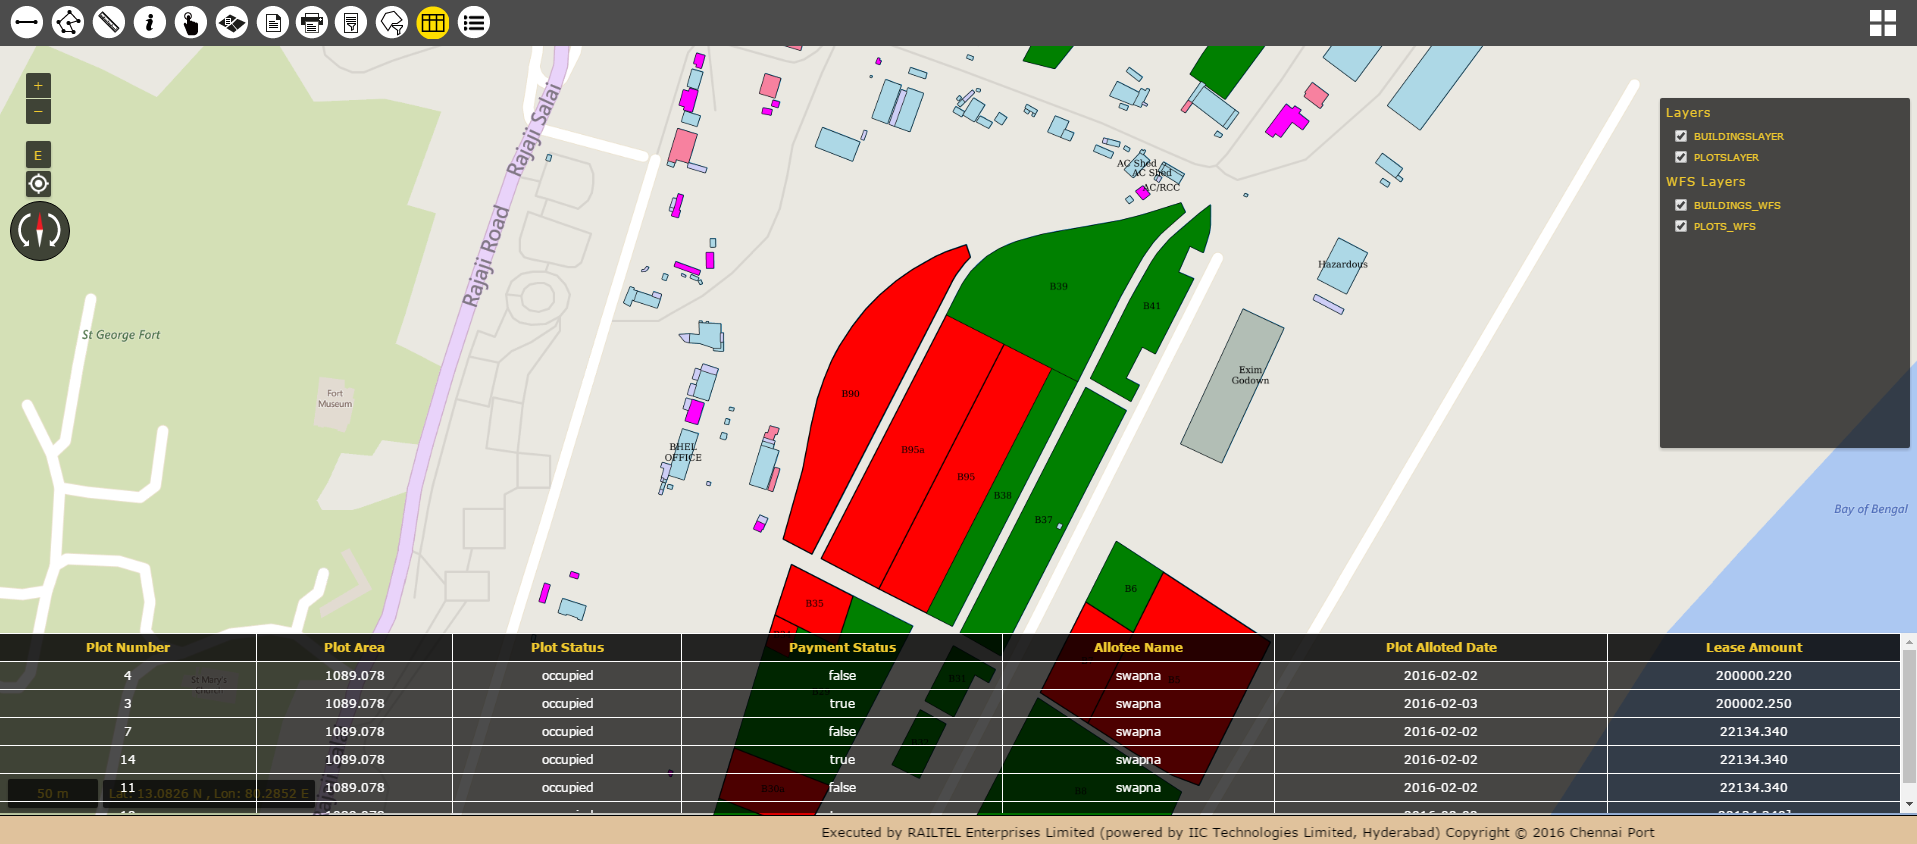 +
−
E
Rajaji Salai
Rajaji Road
St George Fort
Fort
Museum
AC Shed
AC Shed
AC/RCC
Hazardous
Exim
Godown
BHEL
OFFICE
B39
B41
B90
B95a
B95
B38
B37
B6
B35
Bay of Bengal
Layers
BUILDINGSLAYER
PLOTSLAYER
WFS Layers
BUILDINGS_WFS
PLOTS_WFS
Plot Number Plot Area Plot Status Payment Status Allotee Name Plot Alloted Date Lease Amount
4 1089.078 occupied false swapna 2016-02-02 200000.220
3 1089.078 occupied true swapna 2016-02-03 200002.250
7 1089.078 occupied false swapna 2016-02-02 22134.340
14 1089.078 occupied true swapna 2016-02-02 22134.340
11 1089.078 occupied false swapna 2016-02-02 22134.340
St Mary's
Church
B30a
50 m
Lat: 13.0826 N , Lon: 80.2852 E
Executed by RAILTEL Enterprises Limited (powered by IIC Technologies Limited, Hyderabad) Copyright © 2016 Chennai Port